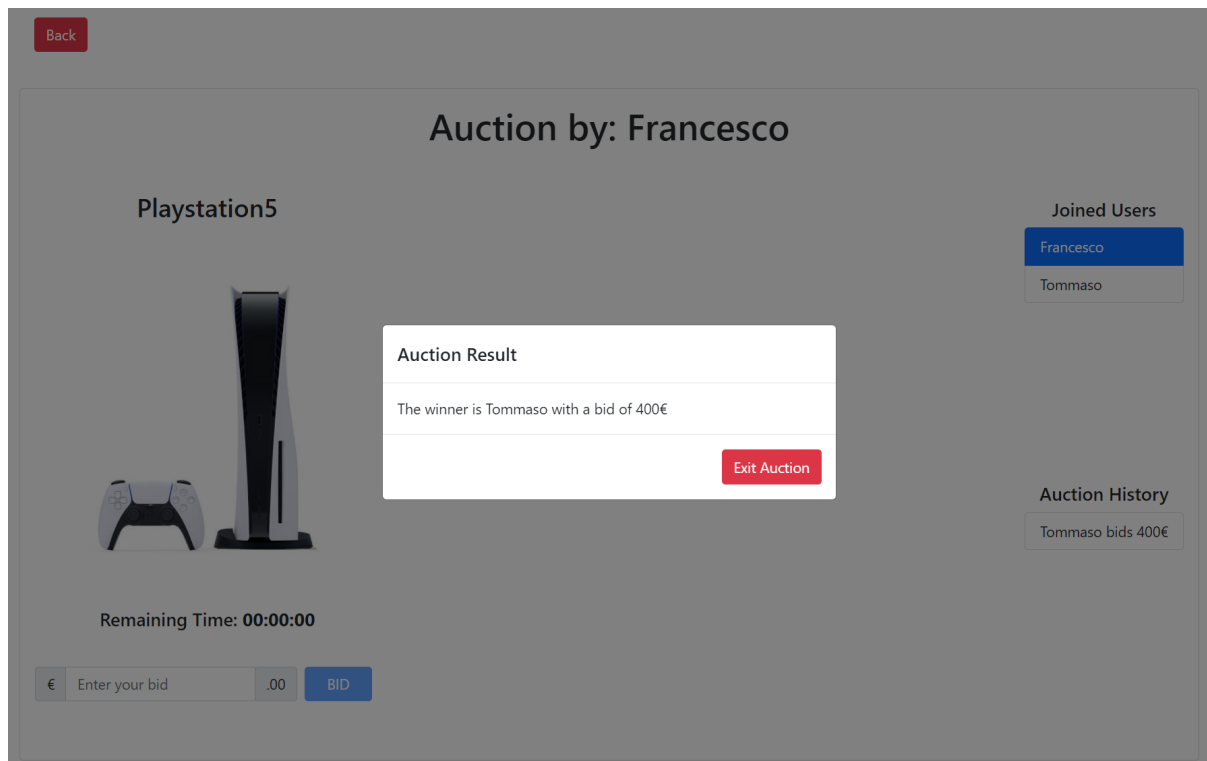 Back
Auction by: Francesco
Playstation5
Joined Users
Francesco
Tommaso
Auction Result
The winner is Tommaso with a bid of 400€
Exit Auction
Auction History
Tommaso bids 400€
Remaining Time: 00:00:00
€ Enter your bid .00 BID